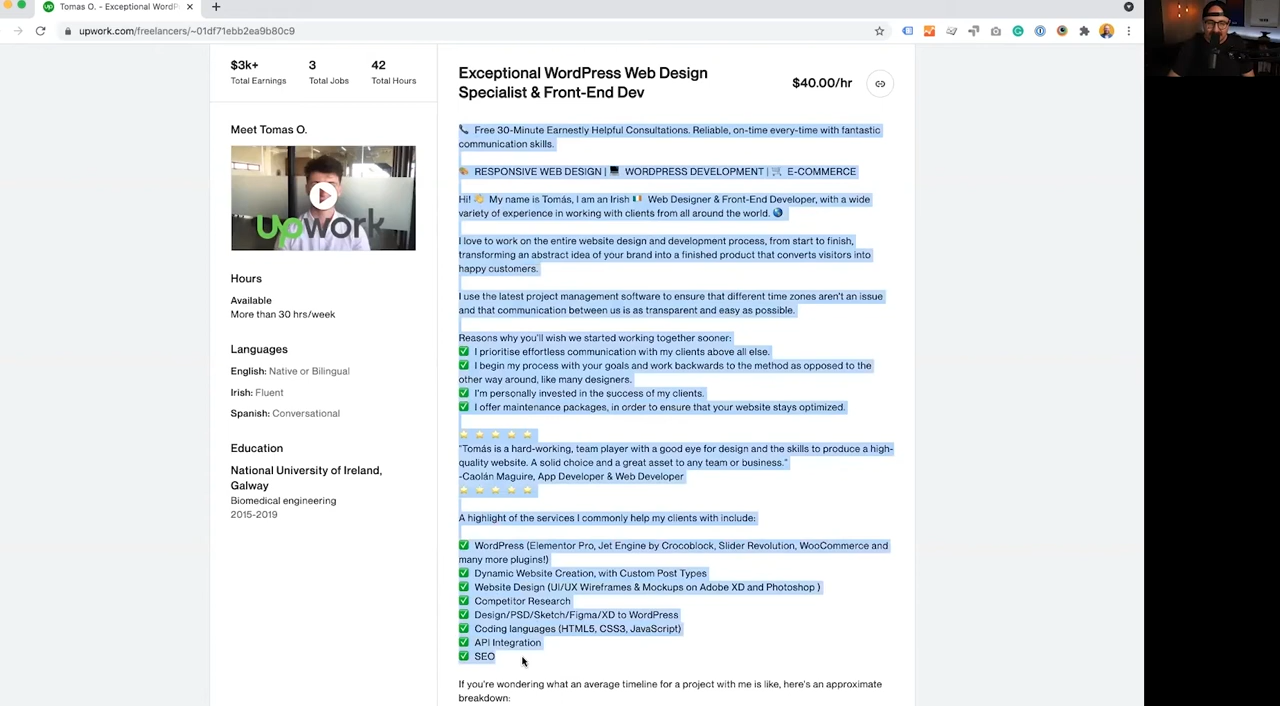 Tomas O. - Exceptional WordP
upwork.com/freelancers/~01df71ebb2ea9b80c9
$3k+
3
42
Total Earnings
Total Jobs
Total Hours
Meet Tomas O.
upwork
Hours
Available
More than 30 hrs/week
Languages
English: Native or Bilingual
Irish: Fluent
Spanish: Conversational
Education
National University of Ireland,
Galway
Biomedical engineering
2015-2019
Exceptional WordPress Web Design
Specialist & Front-End Dev
$40.00/hr
📞 Free 30-Minute Earnestly Helpful Consultations. Reliable, on-time every-time with fantastic
communication skills.
🎨 RESPONSIVE WEB DESIGN | 🖥 WORDPRESS DEVELOPMENT | 🛒 E-COMMERCE
Hi! 👋 My name is Tomás, I am an Irish 🇮🇪 Web Designer & Front-End Developer, with a wide
variety of experience in working with clients from all around the world. 🌎
I love to work on the entire website design and development process, from start to finish,
transforming an abstract idea of your brand into a finished product that converts visitors into
happy customers.
I use the latest project management software to ensure that different time zones aren't an issue
and that communication between us is as transparent and easy as possible.
Reasons why you'll wish we started working together sooner:
✅ I prioritise effortless communication with my clients above all else.
✅ I begin my process with your goals and work backwards to the method as opposed to the
other way around, like many designers.
✅ I'm personally invested in the success of my clients.
✅ I offer maintenance packages, in order to ensure that your website stays optimized.
⭐ ⭐ ⭐ ⭐ ⭐
"Tomás is a hard-working, team player with a good eye for design and the skills to produce a high-
quality website. A solid choice and a great asset to any team or business."
-Caolán Maguire, App Developer & Web Developer
⭐ ⭐ ⭐ ⭐ ⭐
A highlight of the services I commonly help my clients with include:
✅ WordPress (Elementor Pro, Jet Engine by Crocoblock, Slider Revolution, WooCommerce and
many more plugins!)
✅ Dynamic Website Creation, with Custom Post Types
✅ Website Design (UI/UX Wireframes & Mockups on Adobe XD and Photoshop )
✅ Competitor Research
✅ Design/PSD/Sketch/Figma/XD to WordPress
✅ Coding languages (HTML5, CSS3, JavaScript)
✅ API Integration
✅ SEO
If you're wondering what an average timeline for a project with me is like, here's an approximate
breakdown: